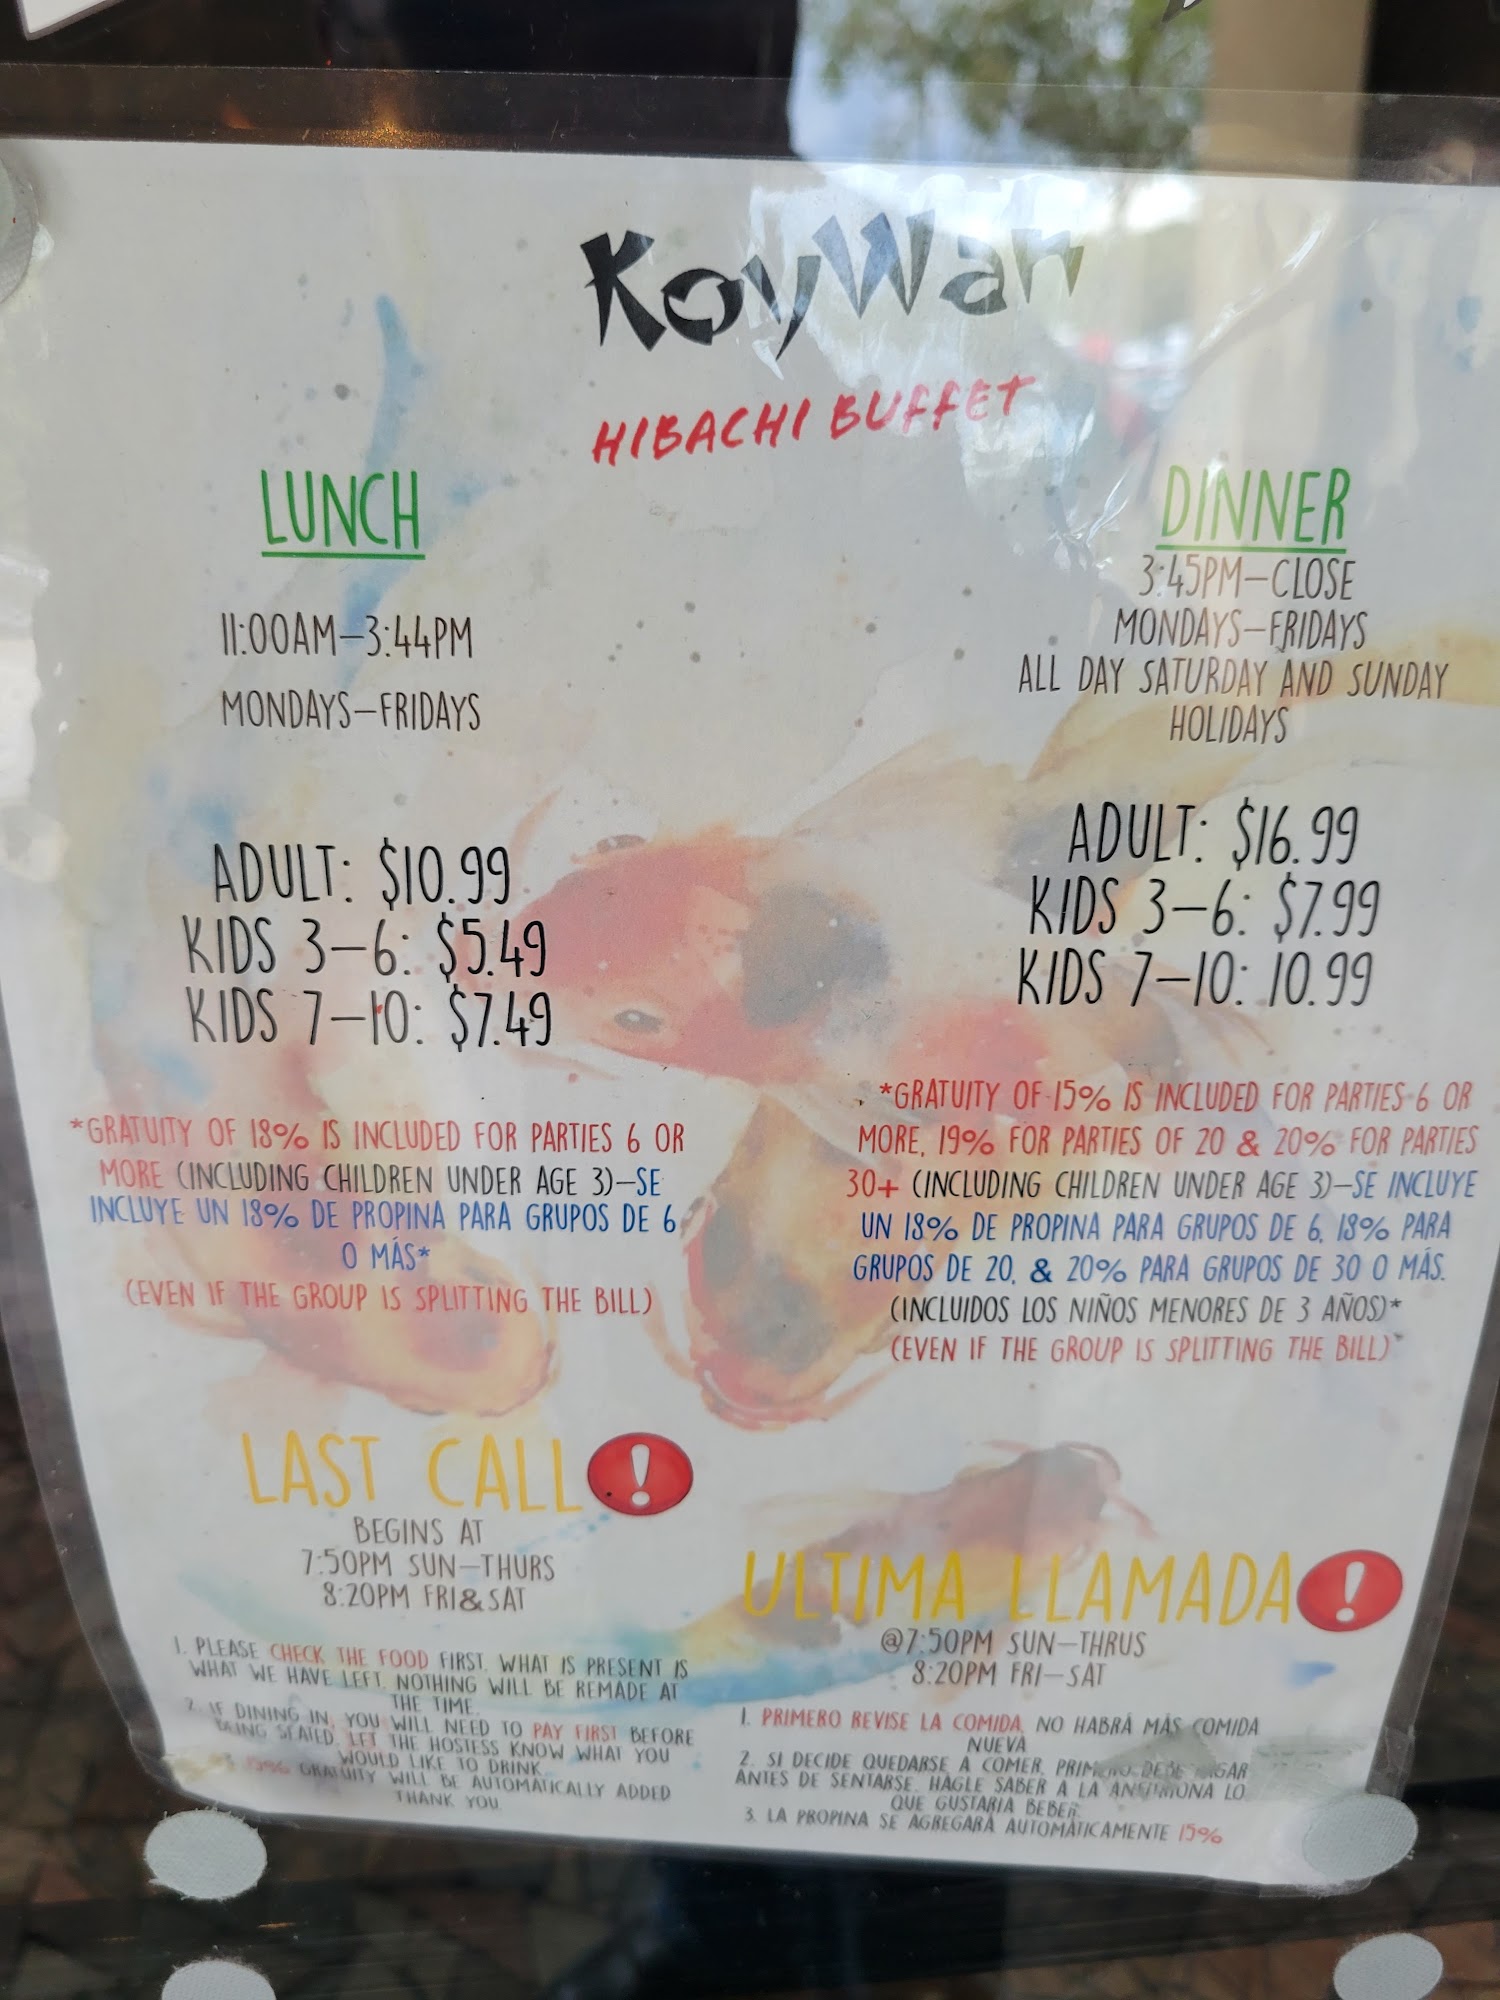 KoyWan
HIBACHI BUFFET
LUNCH
11:00AM–3:44PM
MONDAYS–FRIDAYS
ADULT: $10.99
KIDS 3–6: $5.49
KIDS 7–10: $7.49
*GRATUITY OF 18% IS INCLUDED FOR PARTIES 6 OR
MORE (INCLUDING CHILDREN UNDER AGE 3)–SE
INCLUYE UN 18% DE PROPINA PARA GRUPOS DE 6
O MÁS*
(EVEN IF THE GROUP IS SPLITTING THE BILL)
DINNER
3:45PM–CLOSE
MONDAYS–FRIDAYS
ALL DAY SATURDAY AND SUNDAY
HOLIDAYS
ADULT: $16.99
KIDS 3–6: $7.99
KIDS 7–10: 10.99
*GRATUITY OF 15% IS INCLUDED FOR PARTIES 6 OR
MORE, 19% FOR PARTIES OF 20 & 20% FOR PARTIES
30+ (INCLUDING CHILDREN UNDER AGE 3)–SE INCLUYE
UN 18% DE PROPINA PARA GRUPOS DE 6, 18% PARA
GRUPOS DE 20, & 20% PARA GRUPOS DE 30 O MÁS.
(INCLUIDOS LOS NIÑOS MENORES DE 3 AÑOS)*
(EVEN IF THE GROUP IS SPLITTING THE BILL)*
LAST CALL !
BEGINS AT
7:50PM SUN–THURS
8:20PM FRI&SAT
1. PLEASE CHECK THE FOOD FIRST. WHAT IS PRESENT IS
WHAT WE HAVE LEFT. NOTHING WILL BE REMADE AT
THE TIME.
2. IF DINING IN, YOU WILL NEED TO PAY FIRST BEFORE
BEING SEATED. LET THE HOSTESS KNOW WHAT YOU
WOULD LIKE TO DRINK
15% GRATUITY WILL BE AUTOMATICALLY ADDED
THANK YOU
ULTIMA LLAMADA !
@7:50PM SUN–THRUS
8:20PM FRI–SAT
1. PRIMERO REVISE LA COMIDA, NO HABRÁ MÁS COMIDA
NUEVA
2. SI DECIDE QUEDARSE A COMER, DEBE PAGAR
ANTES DE SENTARSE. HAGLE SABER A LA LO
QUE GUSTARIA BEBER.
3. LA PROPINA SE AGREGARÁ AUTOMÁTICAMENTE 15%